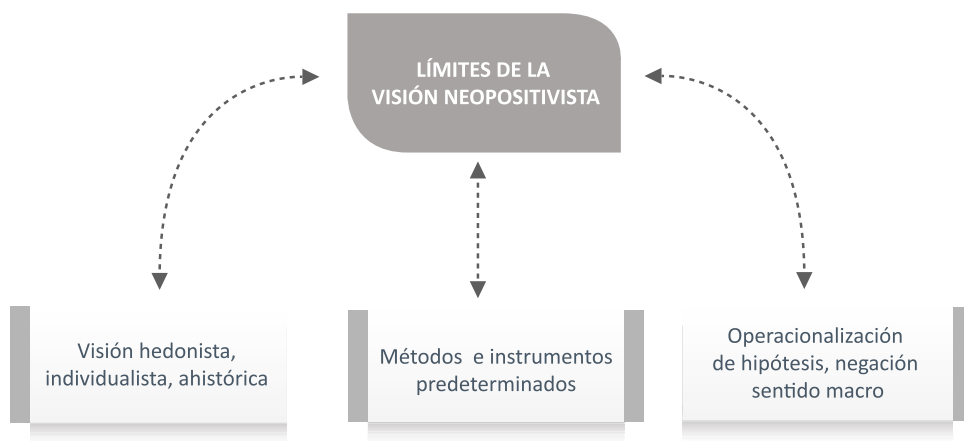 LÍMITES DE LA
VISIÓN NEOPOSITIVISTA
Visión hedonista,
individualista, ahistórica
Métodos e instrumentos
predeterminados
Operacionalización
de hipótesis, negación
sentido macro